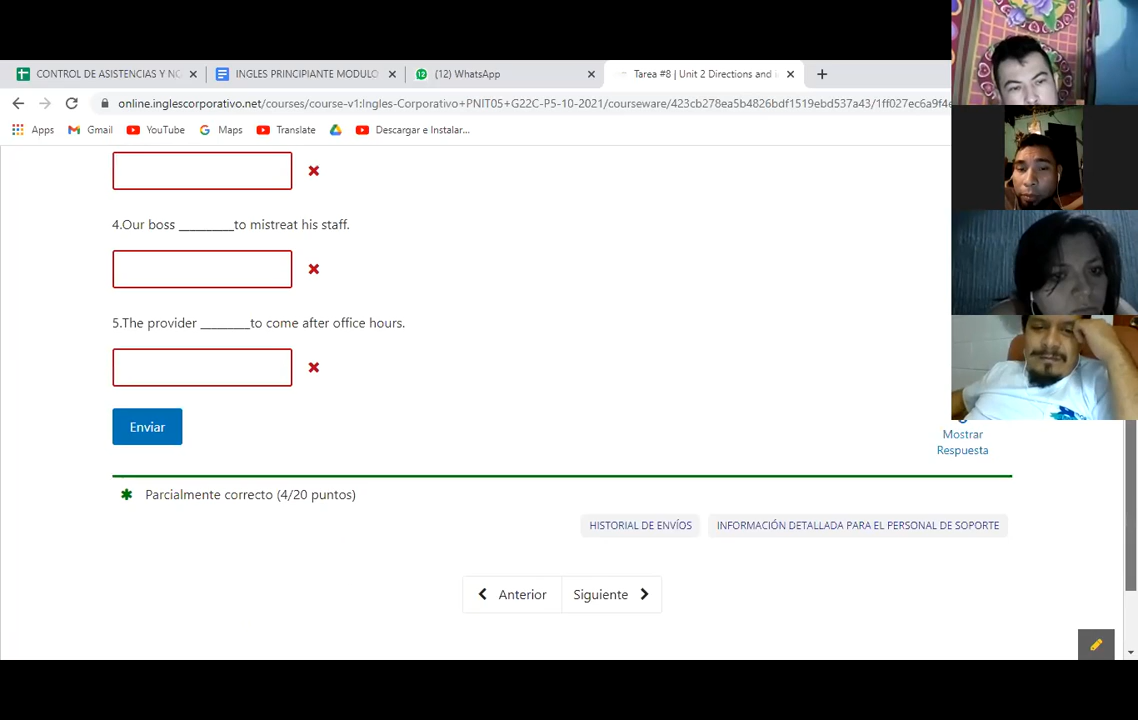 CONTROL DE ASISTENCIAS Y NO
INGLES PRINCIPIANTE MODULO
(12) WhatsApp
Tarea #8 | Unit 2 Directions and i
online.inglescorporativo.net/courses/course-v1:Ingles-Corporativo+PNIT05+G22C-P5-10-2021/courseware/423cb278ea5b4826bdf1519ebd537a43/1ff027ec6a9f4e
Apps
Gmail
YouTube
Maps
Translate
Descargar e Instalar...
4.Our boss _________to mistreat his staff.
5.The provider ________to come after office hours.
Enviar
Mostrar
Respuesta
Parcialmente correcto (4/20 puntos)
HISTORIAL DE ENVÍOS
INFORMACIÓN DETALLADA PARA EL PERSONAL DE SOPORTE
Anterior
Siguiente